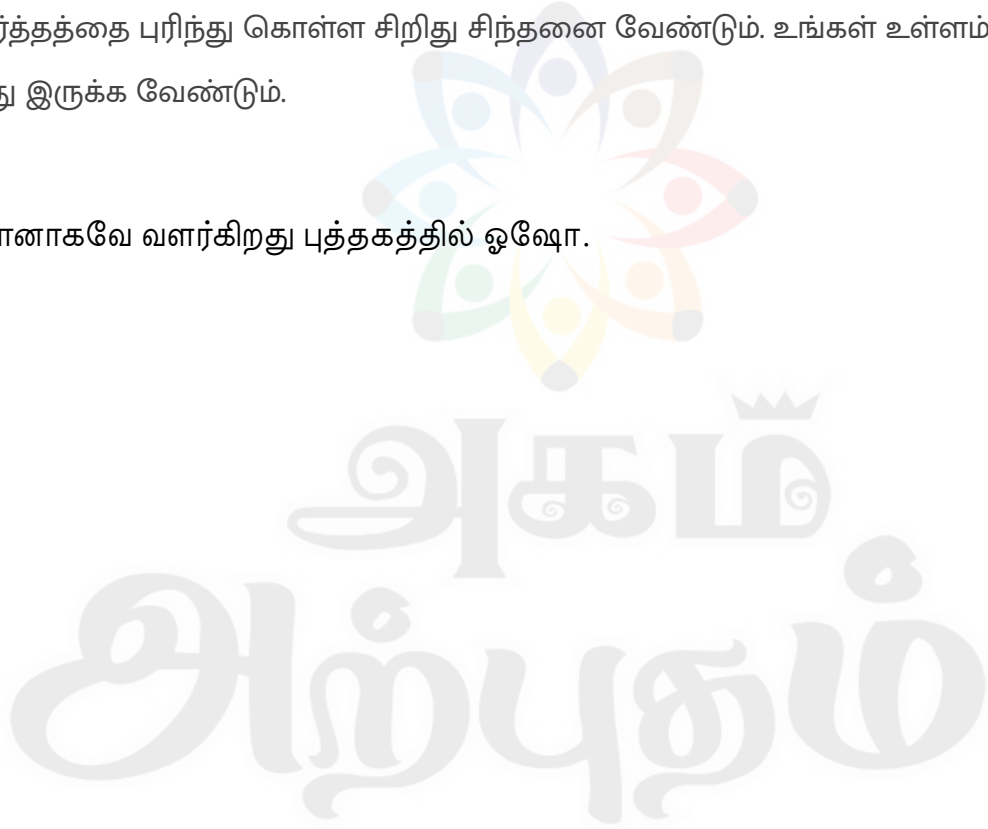 ர்த்தத்தை புரிந்து கொள்ள சிறிது சிந்தனை வேண்டும். உங்கள் உள்ளம்
து இருக்க வேண்டும்.
ானாகவே வளர்கிறது புத்தகத்தில் ஓஷோ.
அகம்
அற்புதம்